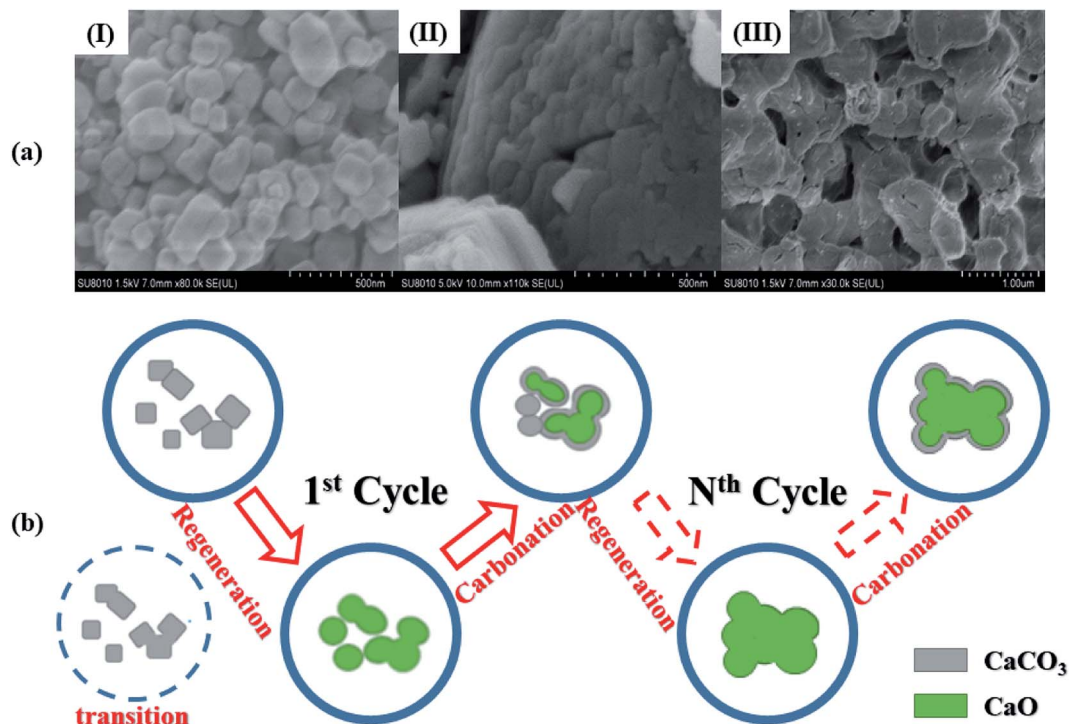 (I)
(II)
(III)
(a)
SU8010 1.5kV 7.0mm x80.0k SE(UL)
500nm
SU8010 5.0kV 10.0mm x110k SE(UL)
500nm
SU8010 1.5kV 7.0mm x30.0k SE(UL)
1.00um
(b)
1st Cycle
Nth Cycle
Regeneration
Carbonation
Regeneration
Carbonation
transition
CaCO₃
CaO